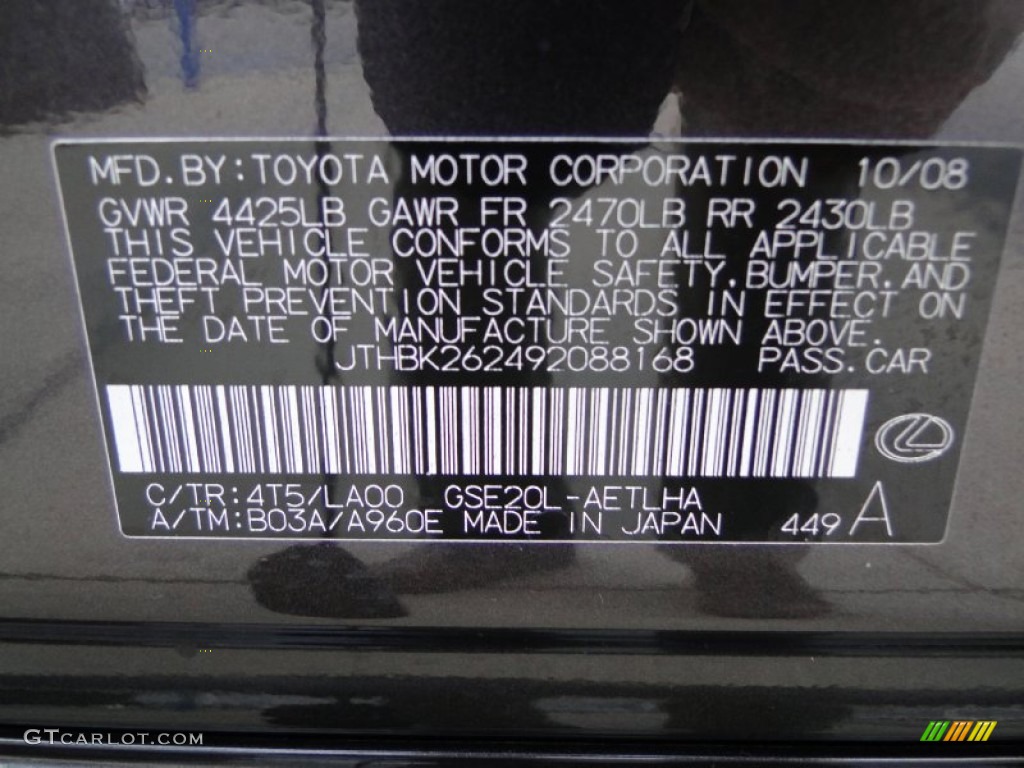 MFD.BY:TOYOTA MOTOR CORPORATION 10/08
GVWR 4425LB GAWR FR 2470LB RR 2430LB
THIS VEHICLE CONFORMS TO ALL APPLICABLE
FEDERAL MOTOR VEHICLE SAFETY,BUMPER,AND
THEFT PREVENTION STANDARDS IN EFFECT ON
THE DATE OF MANUFACTURE SHOWN ABOVE.
JTHBK262492088168 PASS.CAR
C/TR:4T5/LA00 GSE20L-AETLHA
A/TM:B03A/A960E MADE IN JAPAN 449 A
GTCARLOT.COM